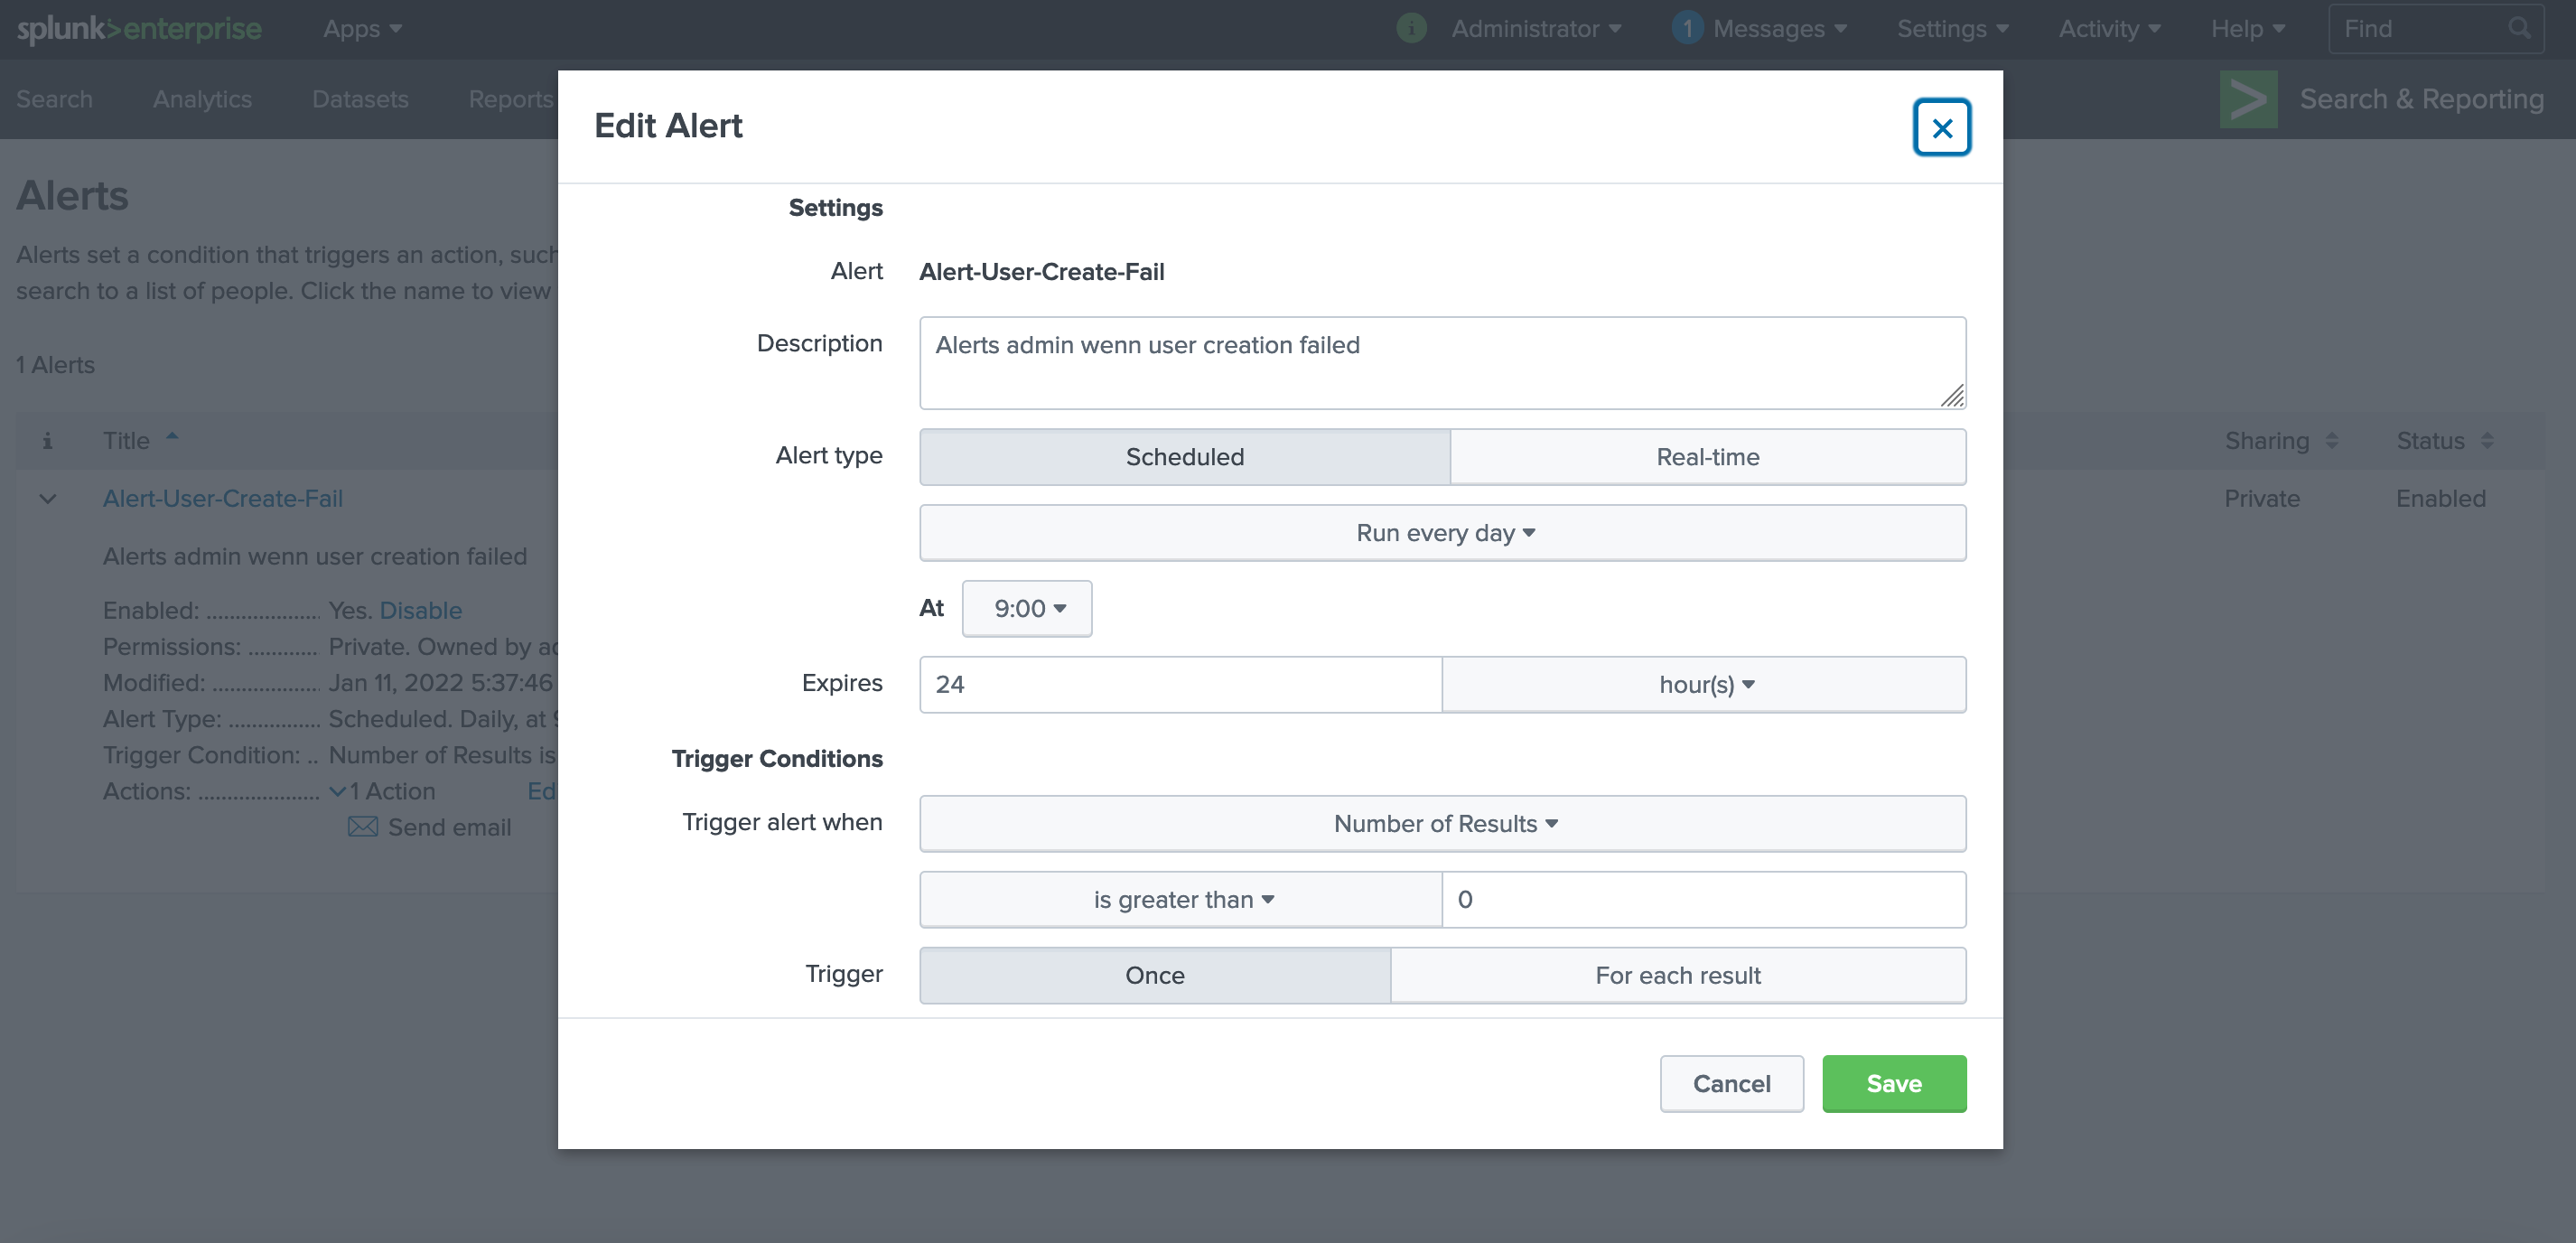 splunk>enterprise Apps i Administrator 1 Messages Settings Activity Help Find
Search Analytics Datasets Reports > Search & Reporting
Edit Alert
Alerts
Alerts set a condition that triggers an action, such
search to a list of people. Click the name to view
1 Alerts
i Title Sharing Status
Alert-User-Create-Fail Private Enabled
Alerts admin wenn user creation failed
Enabled: .................... Yes. Disable
Permissions: ............ Private. Owned by
Modified: ................... Jan 11, 2022 5:37:46
Alert Type: ................ Scheduled. Daily, at
Trigger Condition: .. Number of Results is
Actions: ..................... 1 Action
Send email
Settings
Alert Alert-User-Create-Fail
Description Alerts admin wenn user creation failed
Alert type Scheduled Real-time
Run every day
At 9:00
Expires 24 hour(s)
Trigger Conditions
Trigger alert when Number of Results
is greater than 0
Trigger Once For each result
Cancel Save